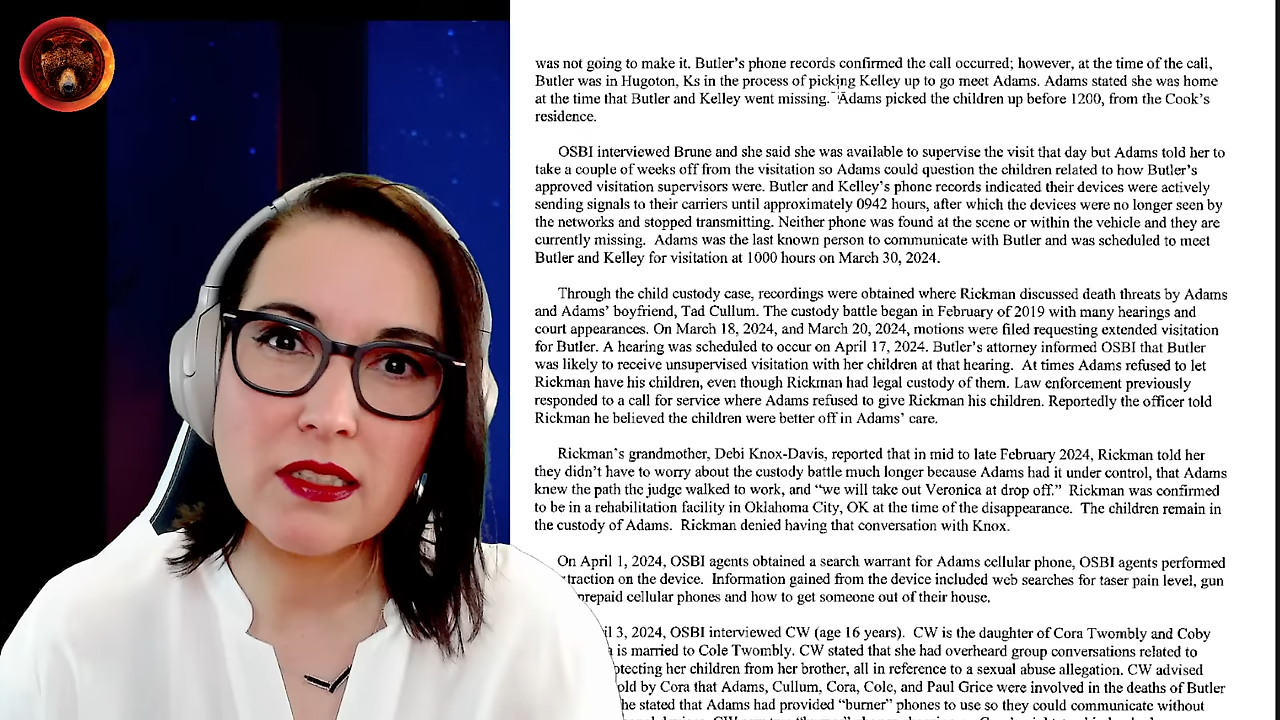 was not going to make it. Butler's phone records confirmed the call occurred; however, at the time of the call,
Butler was in Hugoton, Ks in the process of picking Kelley up to go meet Adams. Adams stated she was home
at the time that Butler and Kelley went missing. Adams picked the children up before 1200, from the Cook's
residence.
OSBI interviewed Brune and she said she was available to supervise the visit that day but Adams told her to
take a couple of weeks off from the visitation so Adams could question the children related to how Butler's
approved visitation supervisors were. Butler and Kelley's phone records indicated their devices were actively
sending signals to their carriers until approximately 0942 hours, after which the devices were no longer seen by
the networks and stopped transmitting. Neither phone was found at the scene or within the vehicle and they are
currently missing. Adams was the last known person to communicate with Butler and was scheduled to meet
Butler and Kelley for visitation at 1000 hours on March 30, 2024.
Through the child custody case, recordings were obtained where Rickman discussed death threats by Adams
and Adams' boyfriend, Tad Cullum. The custody battle began in February of 2019 with many hearings and
court appearances. On March 18, 2024, and March 20, 2024, motions were filed requesting extended visitation
for Butler. A hearing was scheduled to occur on April 17, 2024. Butler's attorney informed OSBI that Butler
was likely to receive unsupervised visitation with her children at that hearing. At times Adams refused to let
Rickman have his children, even though Rickman had legal custody of them. Law enforcement previously
responded to a call for service where Adams refused to give Rickman his children. Reportedly the officer told
Rickman he believed the children were better off in Adams' care.
Rickman's grandmother, Debi Knox-Davis, reported that in mid to late February 2024, Rickman told her
they didn't have to worry about the custody battle much longer because Adams had it under control, that Adams
knew the path the judge walked to work, and "we will take out Veronica at drop off." Rickman was confirmed
to be in a rehabilitation facility in Oklahoma City, OK at the time of the disappearance. The children remain in
the custody of Adams. Rickman denied having that conversation with Knox.
On April 1, 2024, OSBI agents obtained a search warrant for Adams cellular phone, OSBI agents performed
traction on the device. Information gained from the device included web searches for taser pain level, gun
prepaid cellular phones and how to get someone out of their house.
il 3, 2024, OSBI interviewed CW (age 16 years). CW is the daughter of Cora Twombly and Coby
is married to Cole Twombly. CW stated that she had overheard group conversations related to
otecting her children from her brother, all in reference to a sexual abuse allegation. CW advised
old by Cora that Adams, Cullum, Cora, Cole, and Paul Grice were involved in the deaths of Butler
he stated that Adams had provided "burner" phones to use so they could communicate without